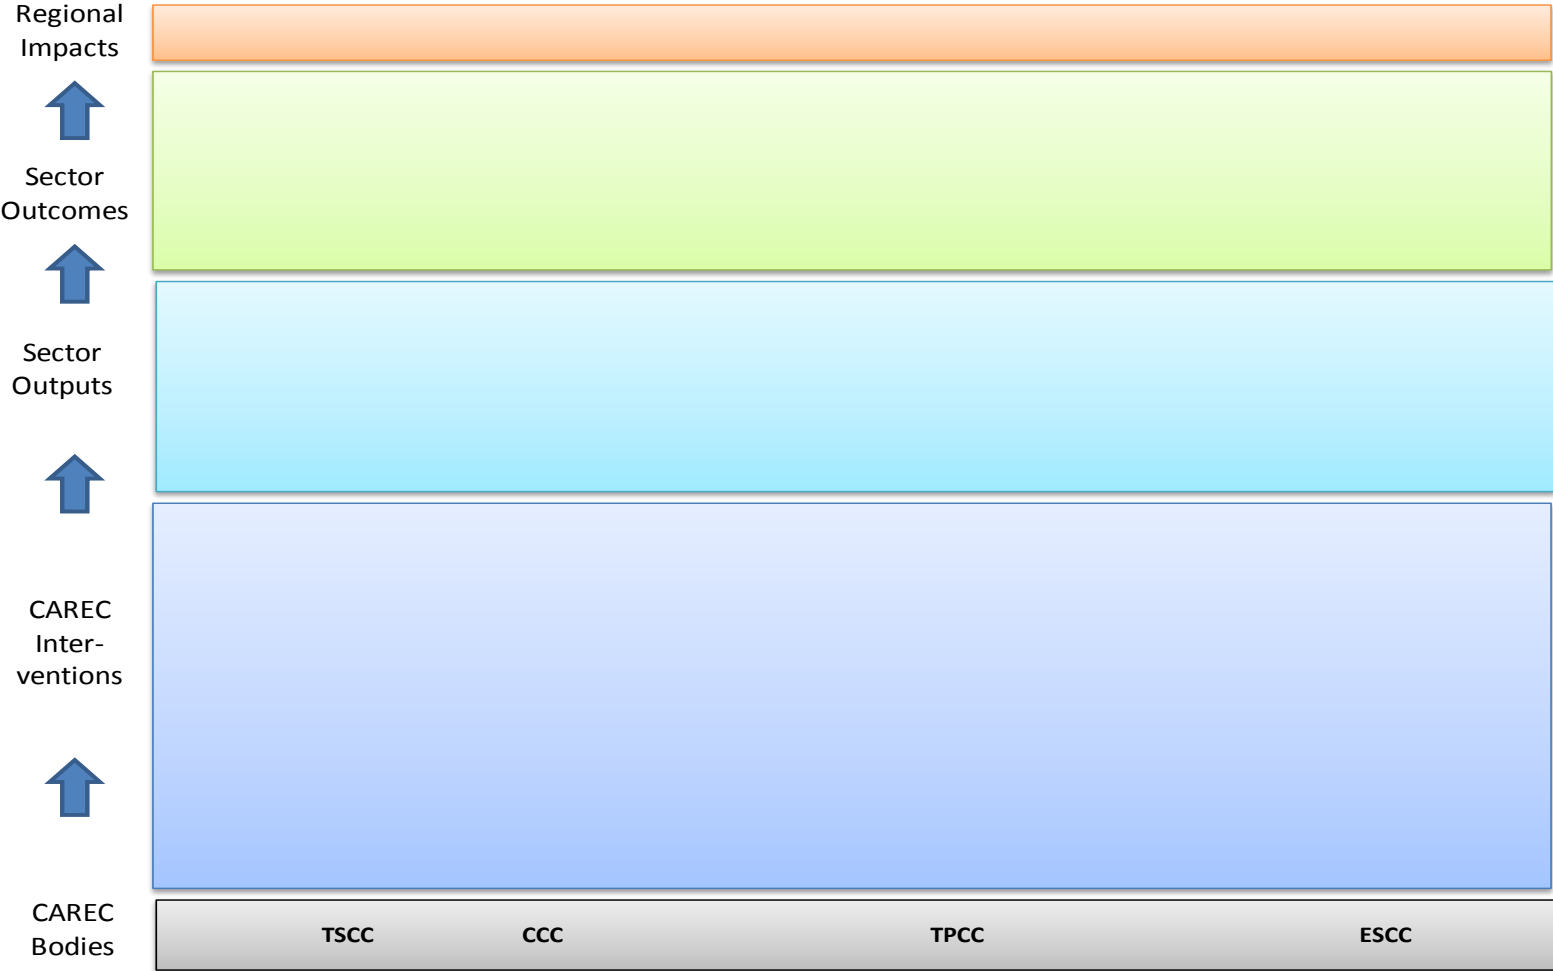 Regional
Impacts
Sector
Outcomes
Sector
Outputs
CAREC
Inter-
ventions
CAREC
Bodies
TSCC CCC TPCC ESCC